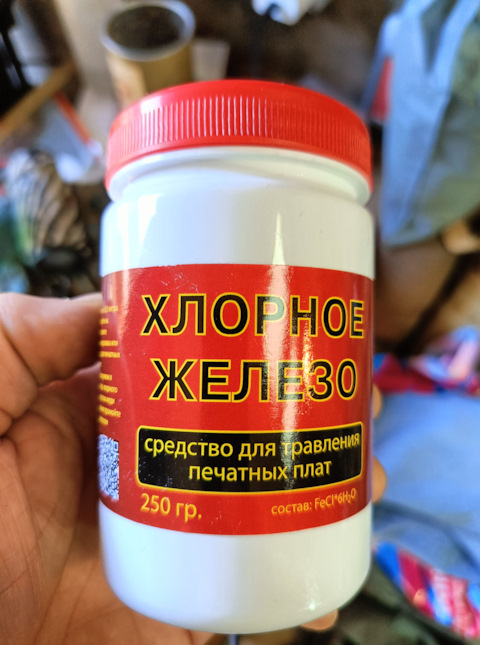 ХЛОРНОЕ
ЖЕЛЕЗО
средство для травления
печатных плат
250 гр.
состав: FeCl*6H₂O